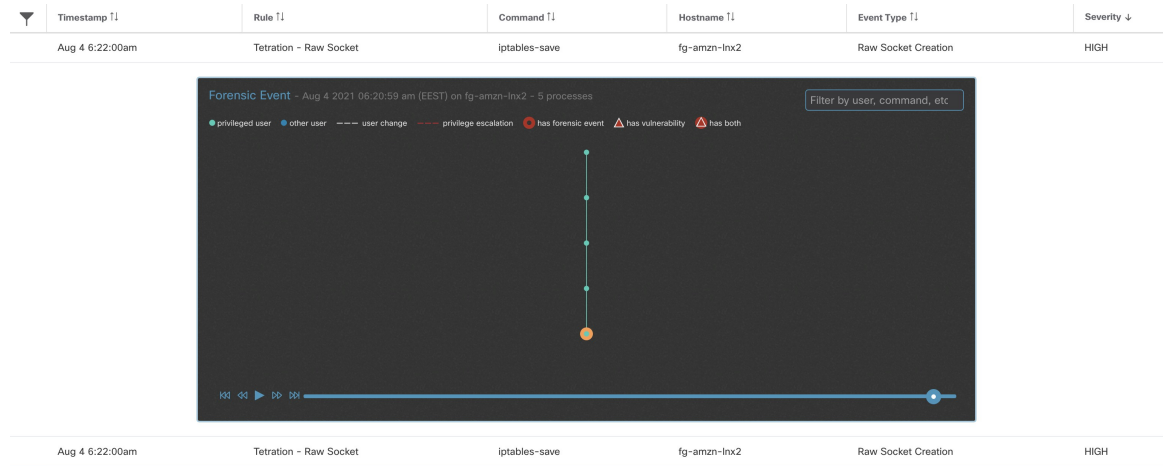 Timestamp ↑↓ Rule ↑↓ Command ↑↓ Hostname ↑↓ Event Type ↑↓ Severity ↓
Aug 4 6:22:00am Tetration - Raw Socket iptables-save fg-amzn-lnx2 Raw Socket Creation HIGH
Forensic Event - Aug 4 2021 06:20:59 am (EEST) on fg-amzn-lnx2 - 5 processes Filter by user, command, etc
privileged user other user --- user change --- privilege escalation has forensic event has vulnerability has both
Aug 4 6:22:00am Tetration - Raw Socket iptables-save fg-amzn-lnx2 Raw Socket Creation HIGH